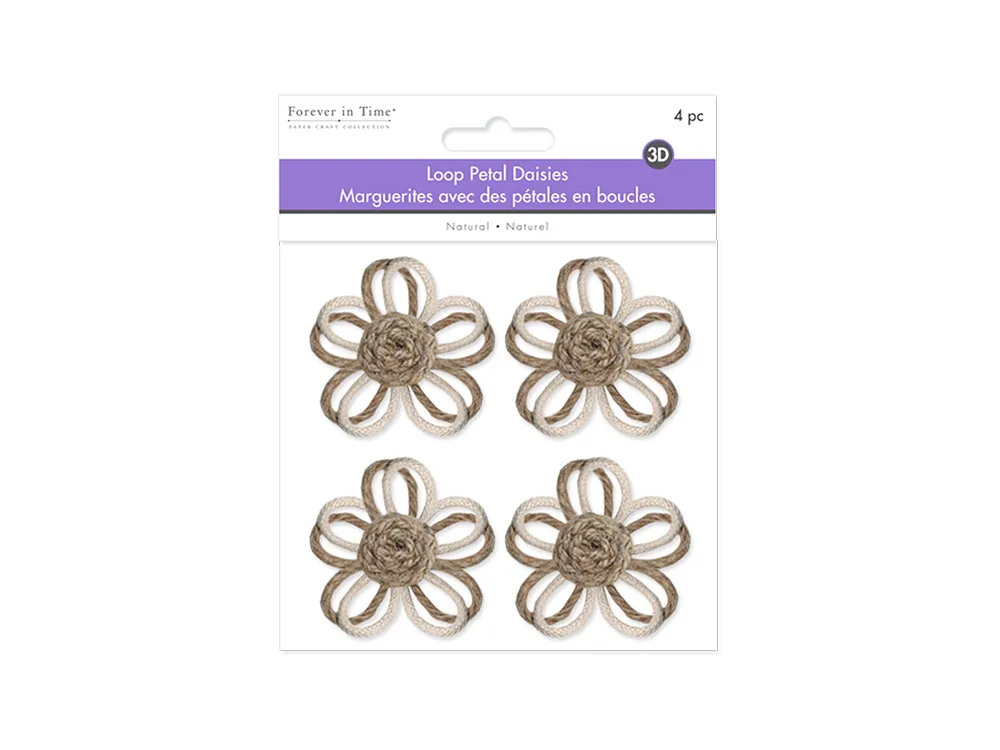 Forever in Time
PAPER CRAFT COLLECTION
4 pc
3D
Loop Petal Daisies
Marguerites avec des pétales en boucles
Natural • Naturel